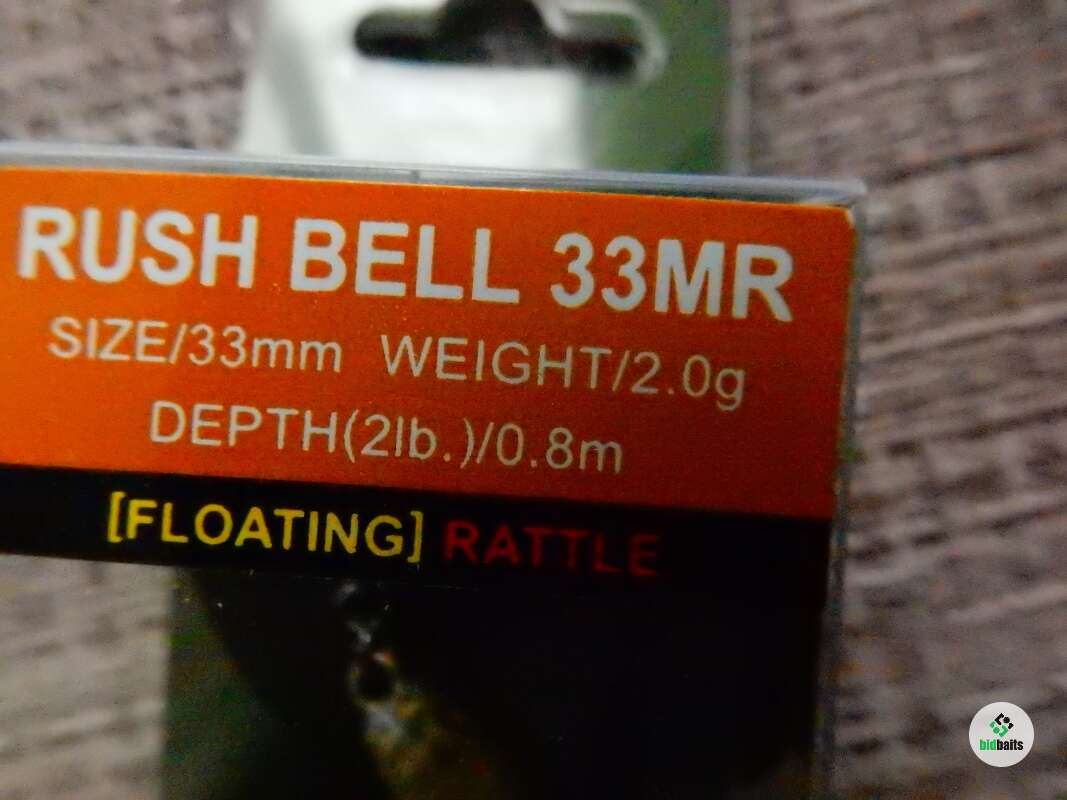 RUSH BELL 33MR
SIZE/33mm WEIGHT/2.0g
DEPTH(2lb.)/0.8m
[FLOATING] RATTLE
bidbaits